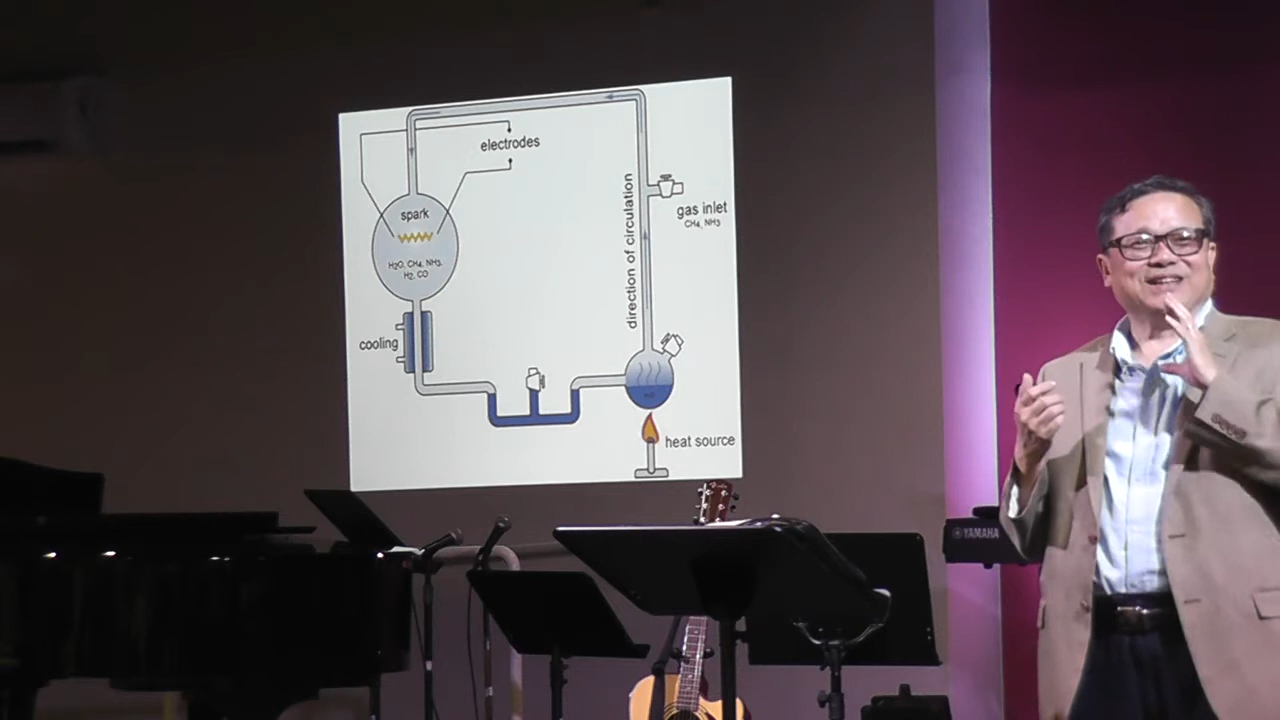 electrodes
spark
H2O, CH4, NH3,
H2, CO
direction of circulation
gas inlet
CH4, NH3
cooling
heat source
YAMAHA